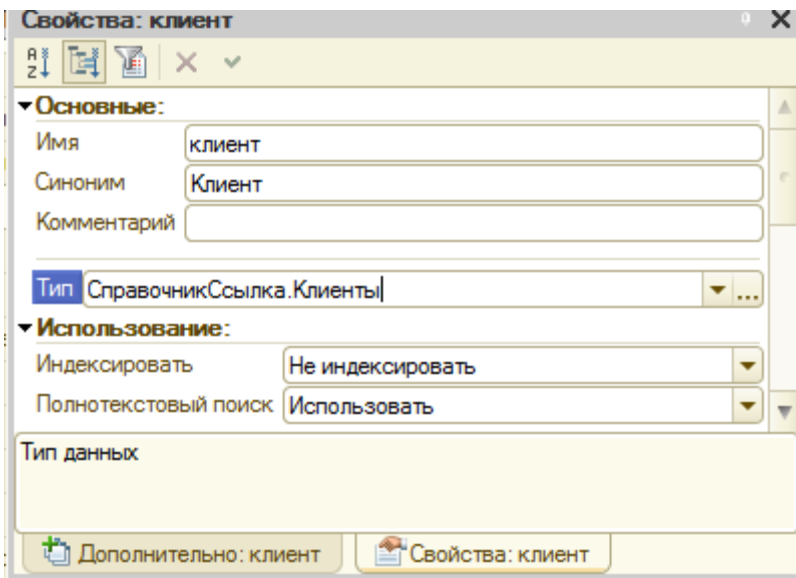 Свойства: клиент
Основные:
Имя клиент
Синоним Клиент
Комментарий
Тип СправочникСсылка.Клиенты
...
Использование:
Индексировать Не индексировать
Полнотекстовый поиск Использовать
Тип данных
Дополнительно: клиент Свойства: клиент